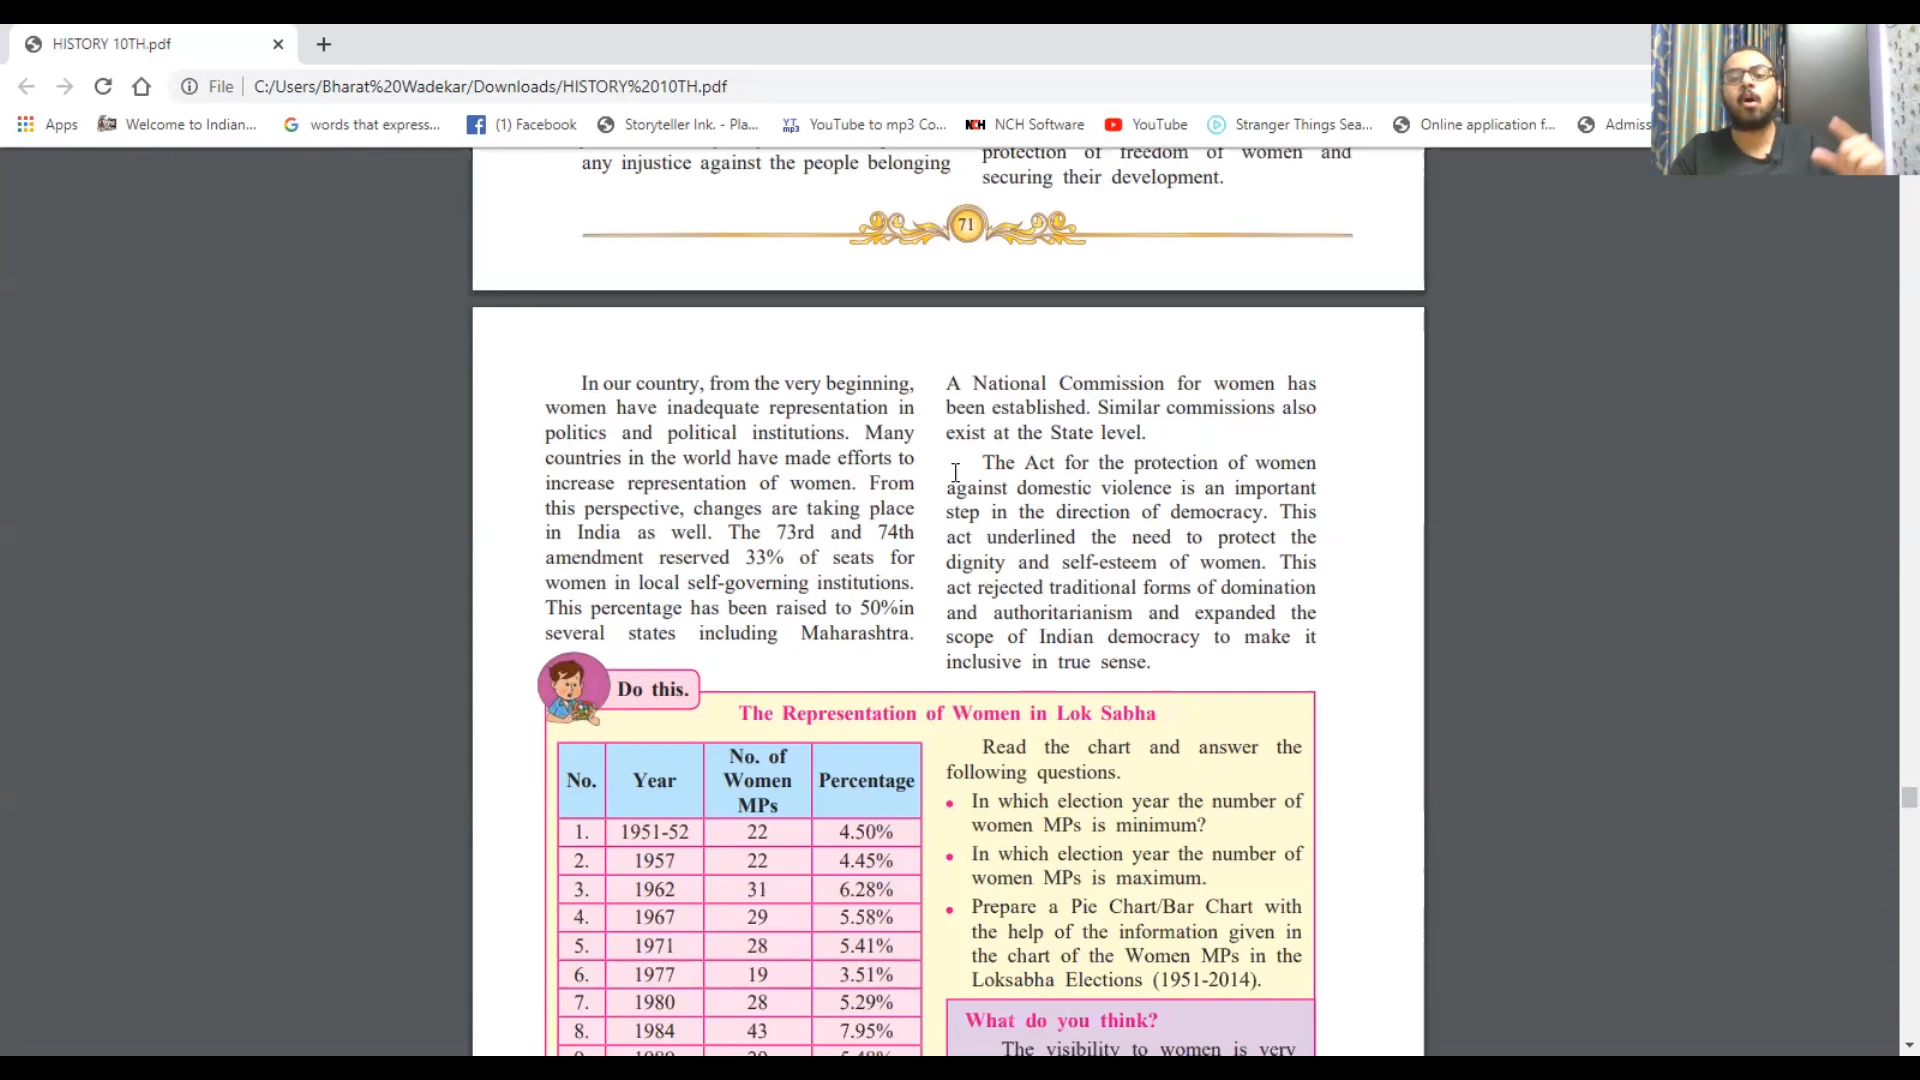 HISTORY 10TH.pdf
File
C:/Users/Bharat%20Wadekar/Downloads/HISTORY%2010TH.pdf
Apps
Welcome to Indian...
words that express...
(1) Facebook
Storyteller Ink. - Pla...
YouTube to mp3 Co...
NCH Software
YouTube
Stranger Things Sea...
Online application f...
Admiss
any injustice against the people belonging
protection of freedom of women and
securing their development.
71
In our country, from the very beginning,
women have inadequate representation in
politics and political institutions. Many
countries in the world have made efforts to
increase representation of women. From
this perspective, changes are taking place
in India as well. The 73rd and 74th
amendment reserved 33% of seats for
women in local self-governing institutions.
This percentage has been raised to 50%in
several states including Maharashtra.
A National Commission for women has
been established. Similar commissions also
exist at the State level.
The Act for the protection of women
against domestic violence is an important
step in the direction of democracy. This
act underlined the need to protect the
dignity and self-esteem of women. This
act rejected traditional forms of domination
and authoritarianism and expanded the
scope of Indian democracy to make it
inclusive in true sense.
Do this.
The Representation of Women in Lok Sabha
No. Year No. of Women MPs Percentage
1. 1951-52 22 4.50%
2. 1957 22 4.45%
3. 1962 31 6.28%
4. 1967 29 5.58%
5. 1971 28 5.41%
6. 1977 19 3.51%
7. 1980 28 5.29%
8. 1984 43 7.95%
Read the chart and answer the
following questions.
• In which election year the number of
women MPs is minimum?
• In which election year the number of
women MPs is maximum.
• Prepare a Pie Chart/Bar Chart with
the help of the information given in
the chart of the Women MPs in the
Loksabha Elections (1951-2014).
What do you think?
The visibility to women is very